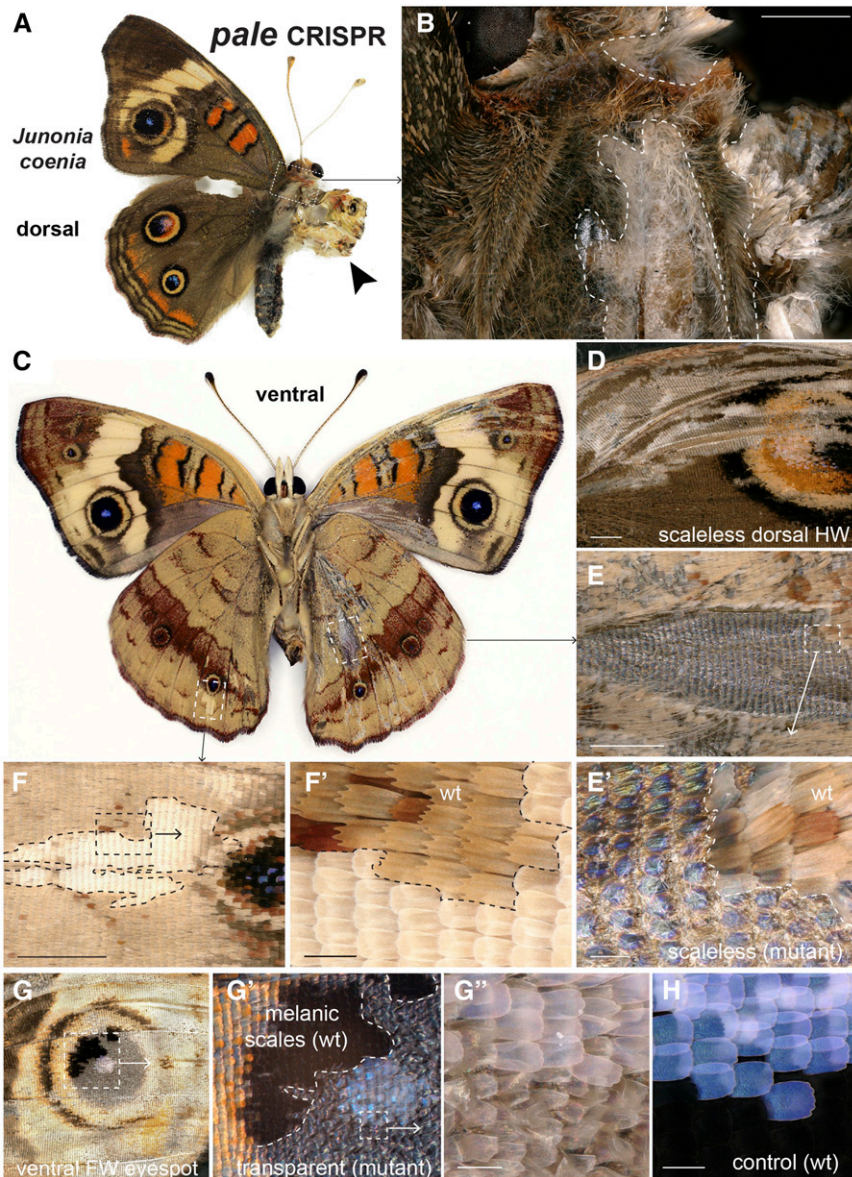 A
pale CRISPR
B
Junonia
coenia
dorsal
C
ventral
D
scaleless dorsal HW
E
F
F'
wt
E'
wt
scaleless (mutant)
G
ventral FW eyespot
G'
melanic
scales (wt)
transparent (mutant)
G''
H
control (wt)